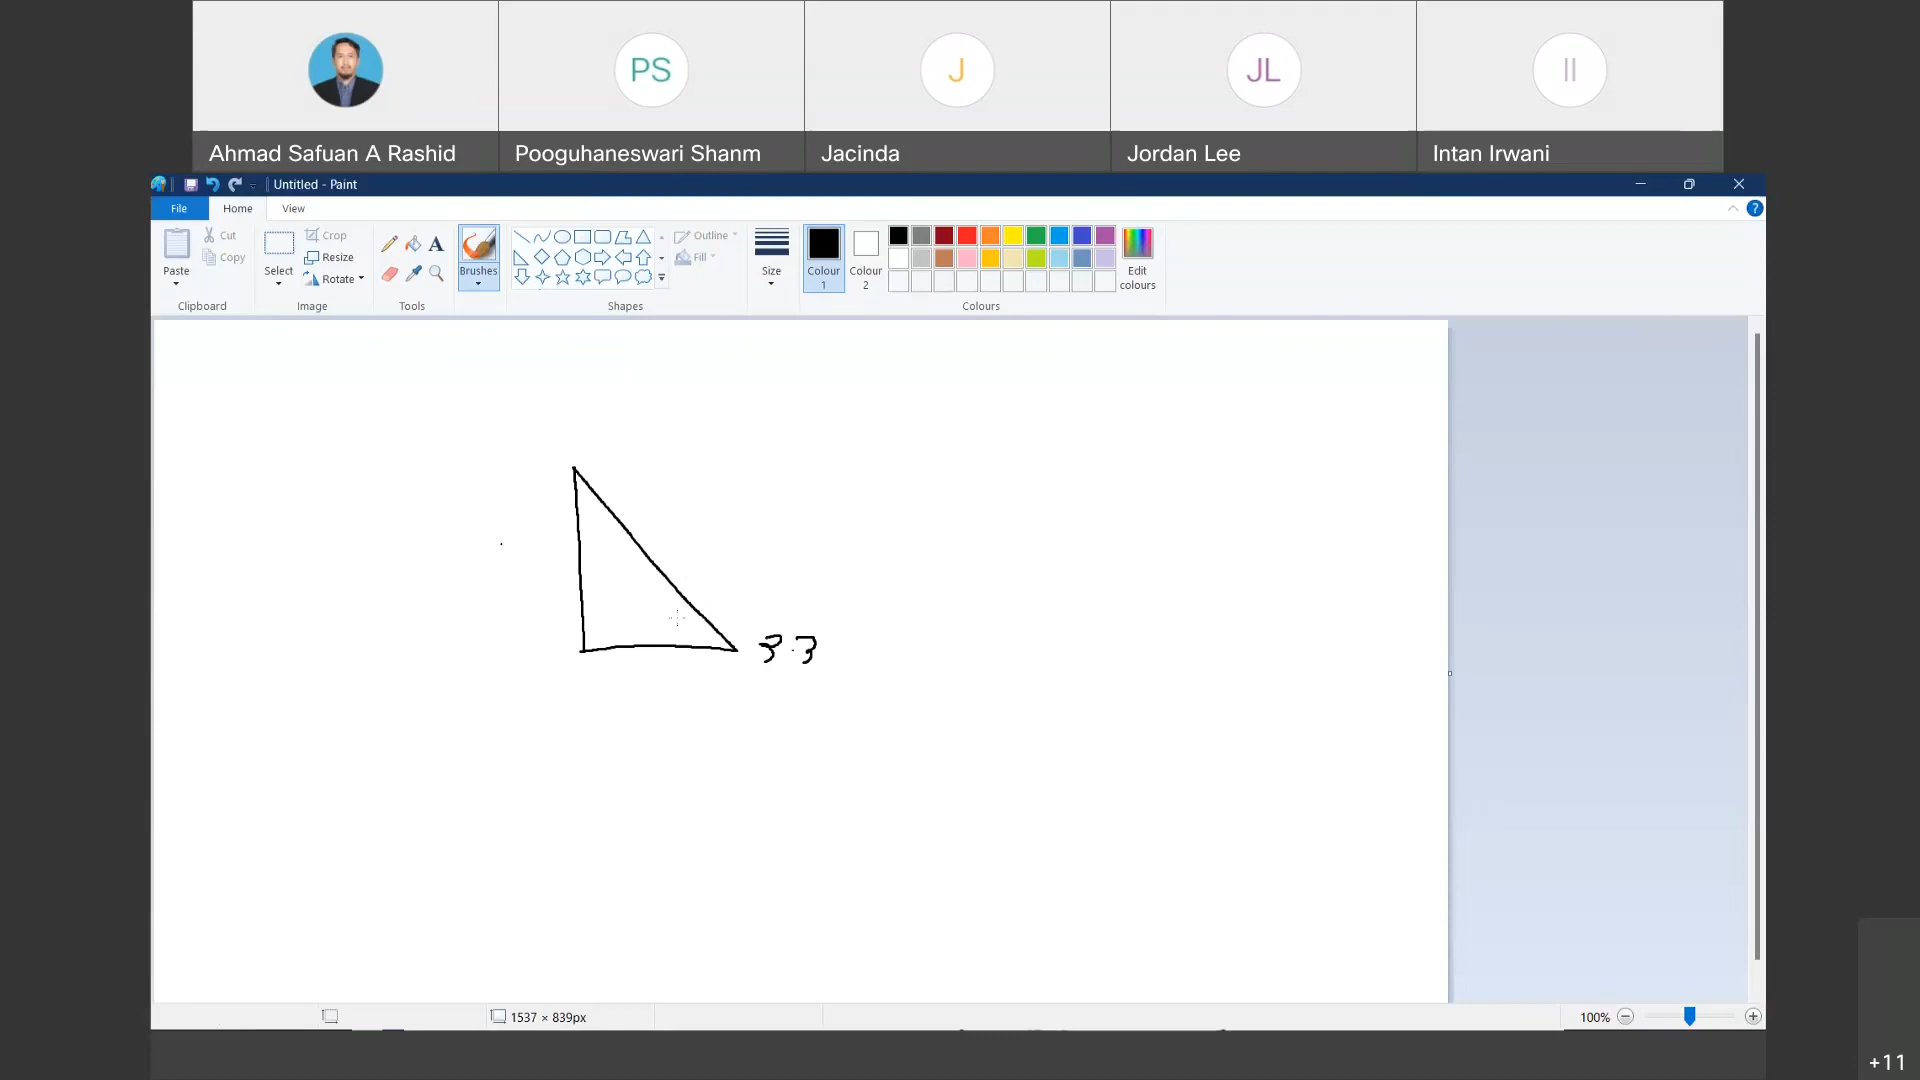 PS
J
JL
II
Ahmad Safuan A Rashid
Pooguhaneswari Shanm
Jacinda
Jordan Lee
Intan Irwani
Untitled - Paint
File
Home
View
?
Paste
Cut
Copy
Clipboard
Select
Crop
Resize
Rotate
Image
A
Tools
Brushes
Outline
Fill
Shapes
Size
Colour 1
Colour 2
Edit colours
Colours
3.3
1537 × 839px
100%
+11